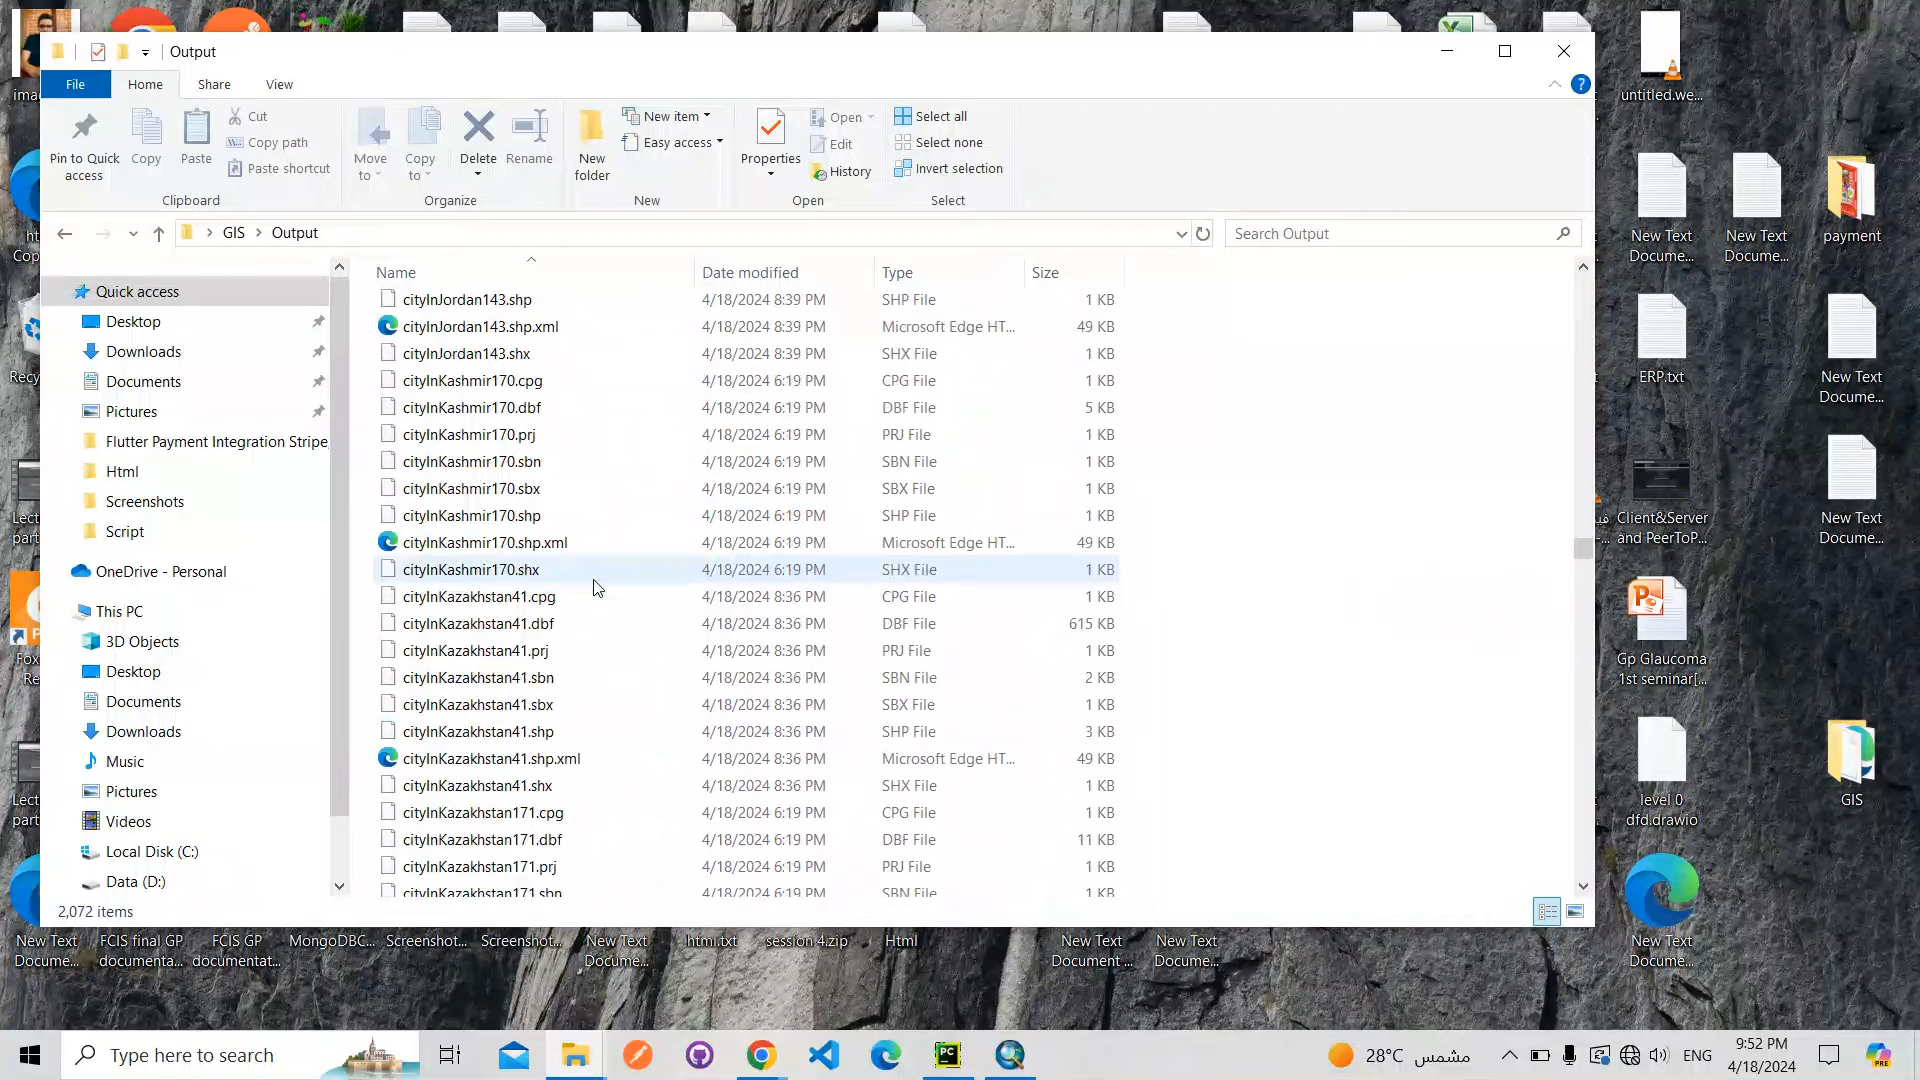 Output
File
Home
Share
View
Pin to Quick access
Copy
Paste
Cut
Copy path
Paste shortcut
Clipboard
Move to
Copy to
Delete
Rename
Organize
New folder
New item
Easy access
New
Properties
Open
Edit
History
Open
Select all
Select none
Invert selection
Select
GIS
Output
Search Output
Name
Date modified
Type
Size
Quick access
Desktop
Downloads
Documents
Pictures
Flutter Payment Integration Stripe,
Html
Screenshots
Script
OneDrive - Personal
This PC
3D Objects
Desktop
Documents
Downloads
Music
Pictures
Videos
Local Disk (C:)
Data (D:)
cityInJordan143.shp 4/18/2024 8:39 PM SHP File 1 KB
cityInJordan143.shp.xml 4/18/2024 8:39 PM Microsoft Edge HT... 49 KB
cityInJordan143.shx 4/18/2024 8:39 PM SHX File 1 KB
cityInKashmir170.cpg 4/18/2024 6:19 PM CPG File 1 KB
cityInKashmir170.dbf 4/18/2024 6:19 PM DBF File 5 KB
cityInKashmir170.prj 4/18/2024 6:19 PM PRJ File 1 KB
cityInKashmir170.sbn 4/18/2024 6:19 PM SBN File 1 KB
cityInKashmir170.sbx 4/18/2024 6:19 PM SBX File 1 KB
cityInKashmir170.shp 4/18/2024 6:19 PM SHP File 1 KB
cityInKashmir170.shp.xml 4/18/2024 6:19 PM Microsoft Edge HT... 49 KB
cityInKashmir170.shx 4/18/2024 6:19 PM SHX File 1 KB
cityInKazakhstan41.cpg 4/18/2024 8:36 PM CPG File 1 KB
cityInKazakhstan41.dbf 4/18/2024 8:36 PM DBF File 615 KB
cityInKazakhstan41.prj 4/18/2024 8:36 PM PRJ File 1 KB
cityInKazakhstan41.sbn 4/18/2024 8:36 PM SBN File 2 KB
cityInKazakhstan41.sbx 4/18/2024 8:36 PM SBX File 1 KB
cityInKazakhstan41.shp 4/18/2024 8:36 PM SHP File 3 KB
cityInKazakhstan41.shp.xml 4/18/2024 8:36 PM Microsoft Edge HT... 49 KB
cityInKazakhstan41.shx 4/18/2024 8:36 PM SHX File 1 KB
cityInKazakhstan171.cpg 4/18/2024 6:19 PM CPG File 1 KB
cityInKazakhstan171.dbf 4/18/2024 6:19 PM DBF File 11 KB
cityInKazakhstan171.prj 4/18/2024 6:19 PM PRJ File 1 KB
cityInKazakhstan171.sbn 4/18/2024 6:19 PM SBN File 1 KB
2,072 items
untitled.we...
New Text Docume...
New Text Docume...
payment
ERP.txt
New Text Docume...
Client&Server and PeerToP...
New Text Docume...
Gp Glaucoma 1st seminar[...
level 0 dfd.drawio
GIS
New Text Docume...
New Text Docume...
FCIS final GP documenta...
FCIS GP documentat...
MongoDBC...
Screenshot...
Screenshot...
New Text Docume...
html.txt
session 4.zip
Html
New Text Document ...
New Text Docume...
Type here to search
28°C مشمس
ENG
9:52 PM
4/18/2024